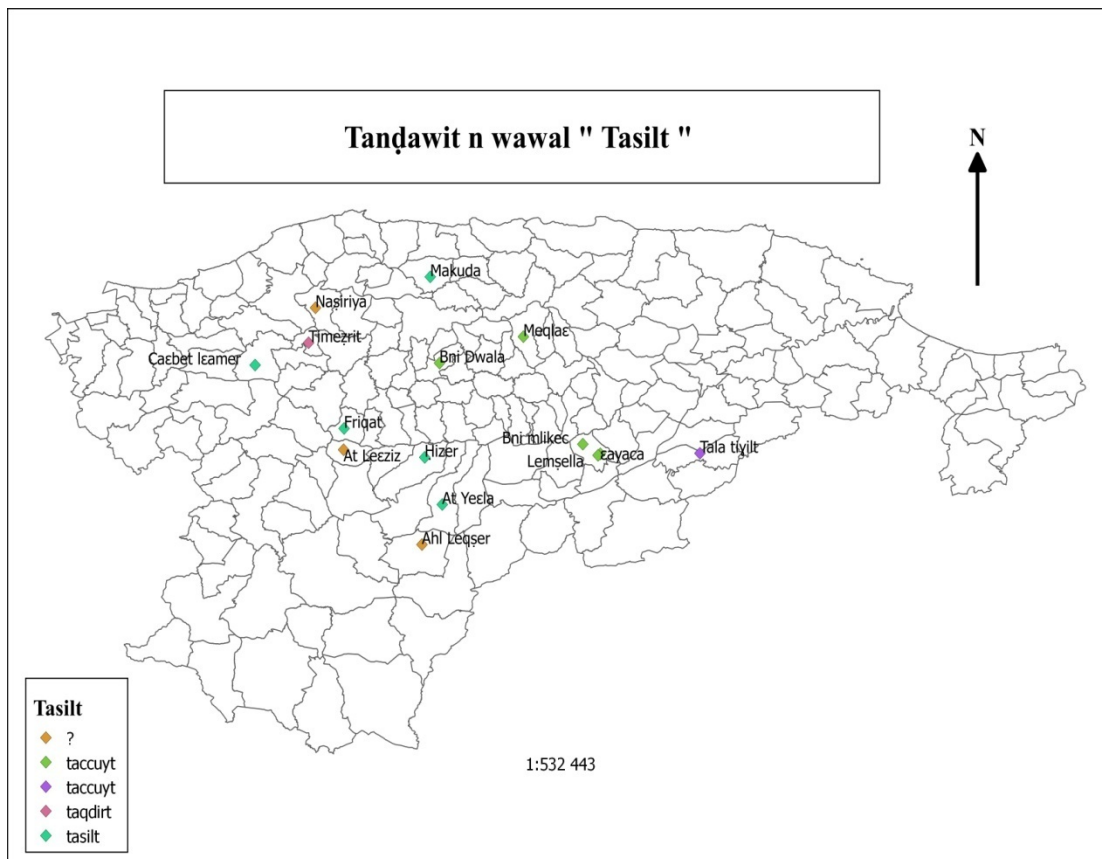 Tanḍawit n wawal " Tasilt "
N
Makuda
Naṣiriya
Timeẓrit
Meqlaɛ
Caɛbet lɛamer
Bni Dwala
Friqat
Bni mlikec
At Leɛziz
Hizer
Lemṣella
ɛayaca
Tala tiɣilt
At Yeɛla
Ahl Leqṣer
Tasilt
?
taccuyt
taccuyt
taqdirt
tasilt
1:532 443